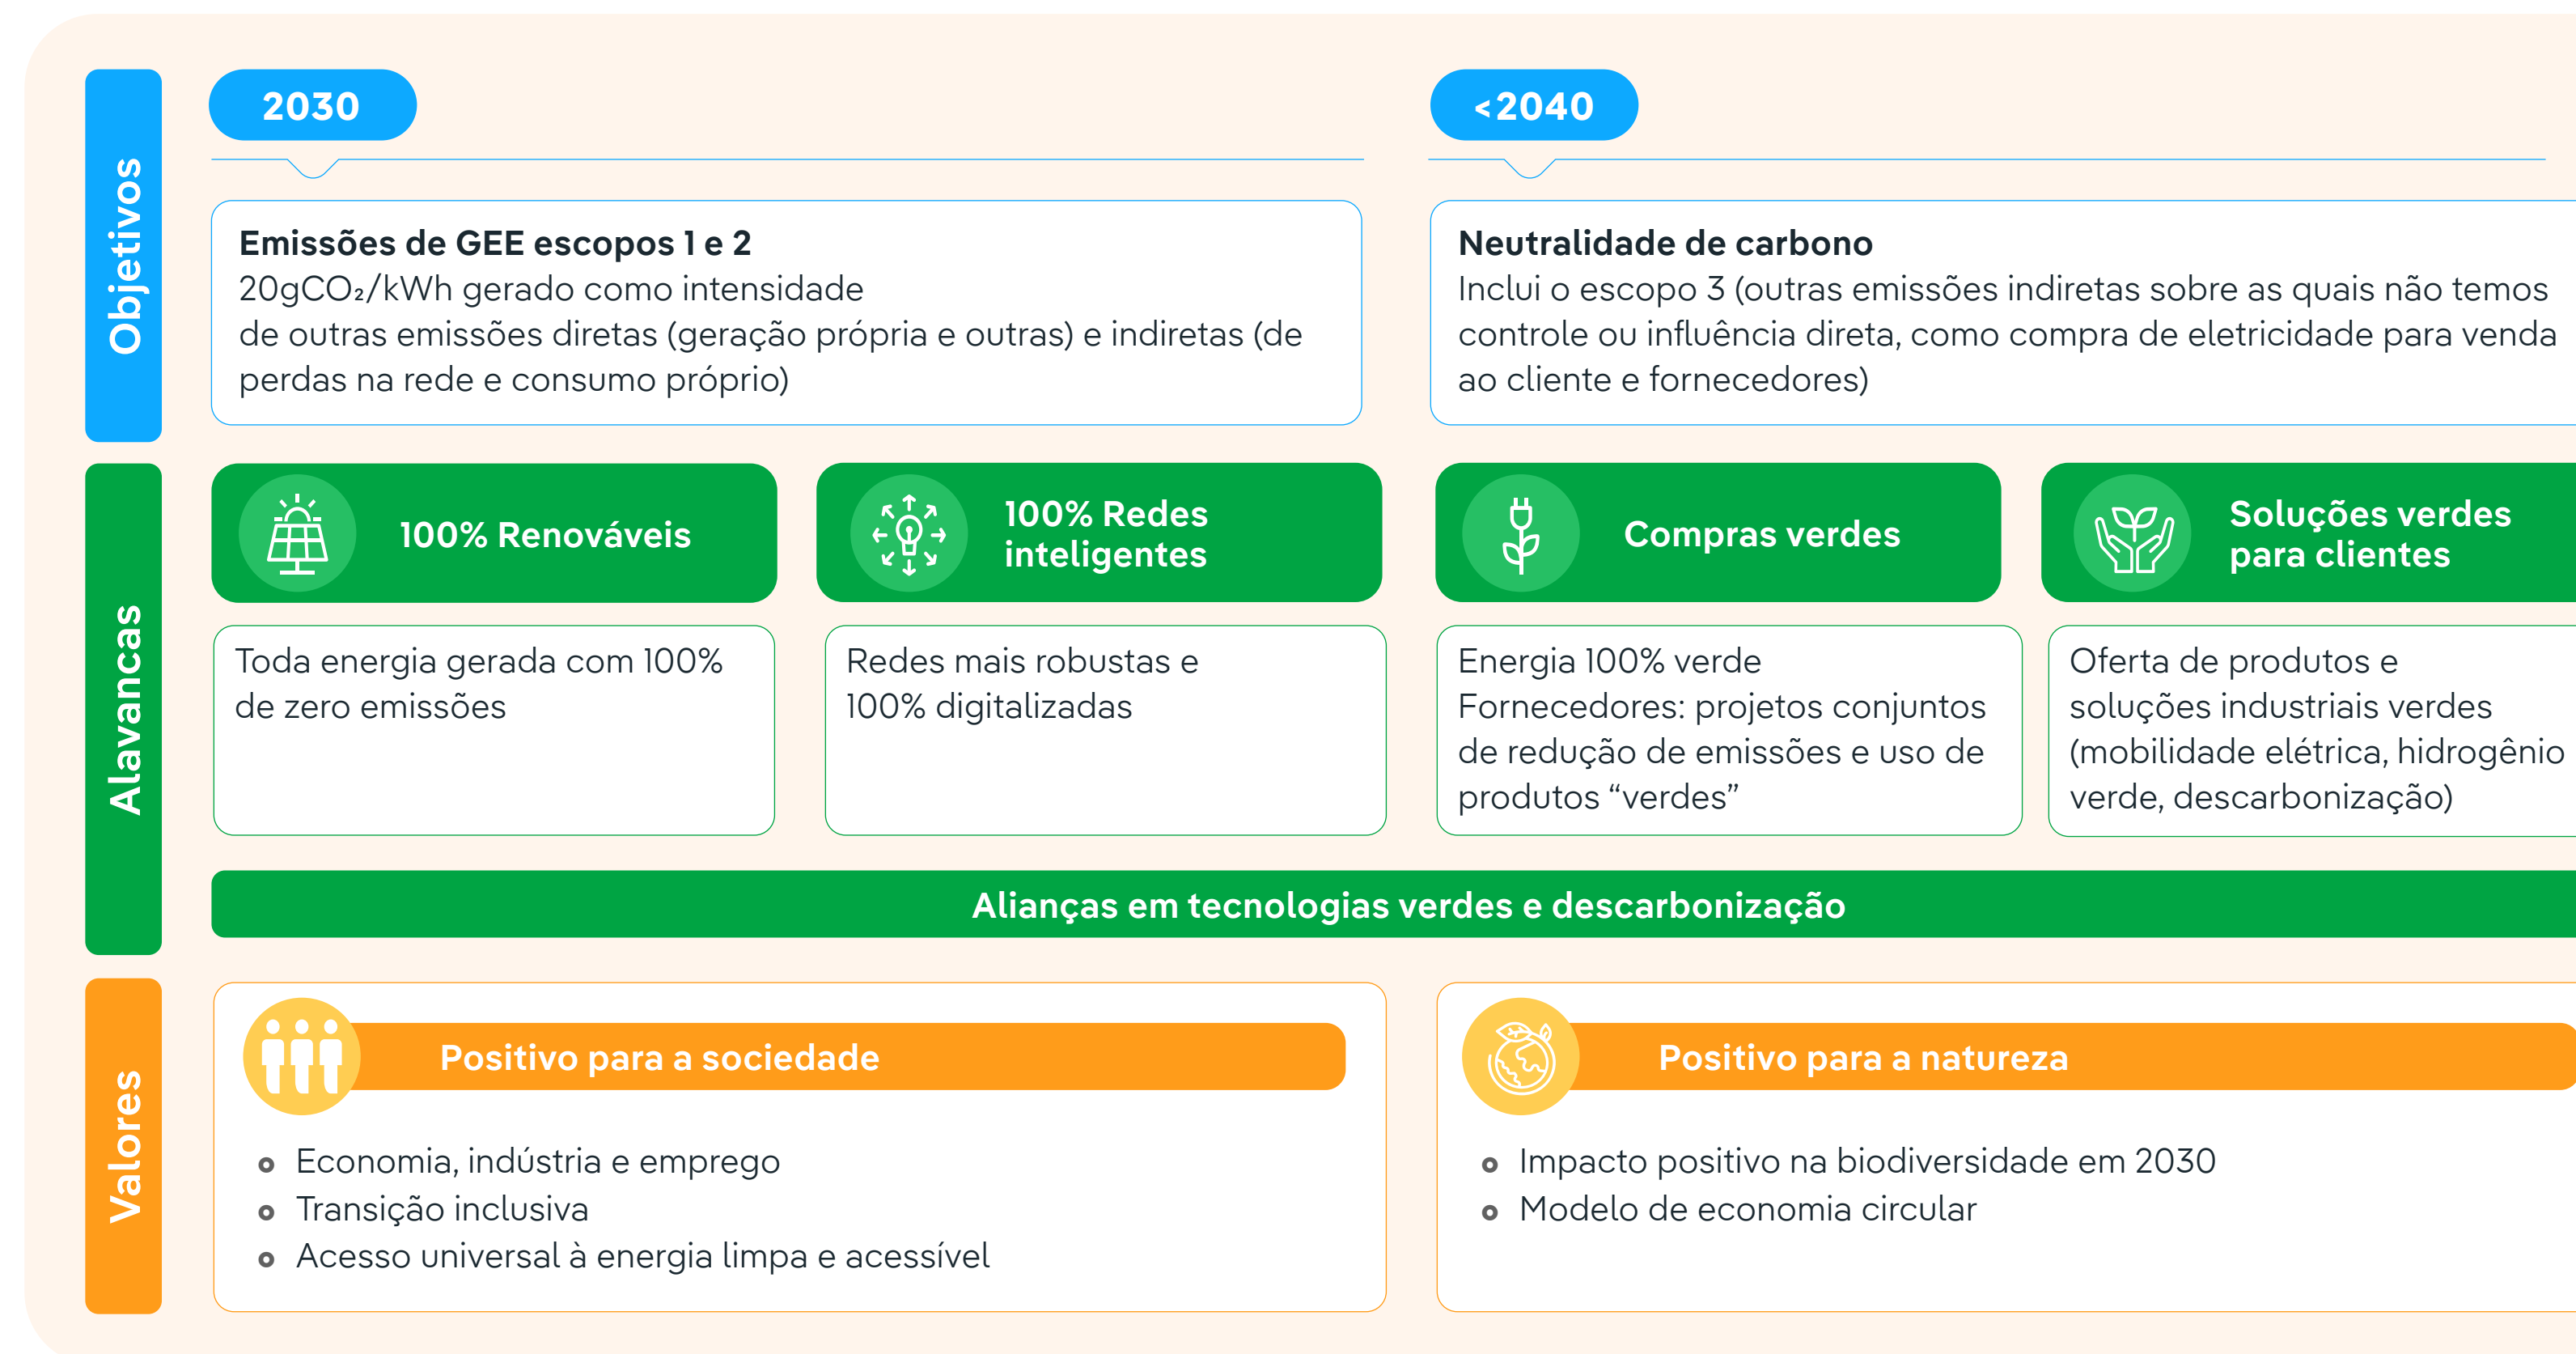 Objetivos
2030
Emissões de GEE escopos 1 e 2
20gCO₂/kWh gerado como intensidade
de outras emissões diretas (geração própria e outras) e indiretas (de
perdas na rede e consumo próprio)
<2040
Neutralidade de carbono
Inclui o escopo 3 (outras emissões indiretas sobre as quais não temos
controle ou influência direta, como compra de eletricidade para venda
ao cliente e fornecedores)
Alavancas
100% Renováveis
Toda energia gerada com 100%
de zero emissões
100% Redes
inteligentes
Redes mais robustas e
100% digitalizadas
Compras verdes
Energia 100% verde
Fornecedores: projetos conjuntos
de redução de emissões e uso de
produtos “verdes”
Soluções verdes
para clientes
Oferta de produtos e
soluções industriais verdes
(mobilidade elétrica, hidrogênio
verde, descarbonização)
Alianças em tecnologias verdes e descarbonização
Valores
Positivo para a sociedade
Economia, indústria e emprego
Transição inclusiva
Acesso universal à energia limpa e acessível
Positivo para a natureza
Impacto positivo na biodiversidade em 2030
Modelo de economia circular